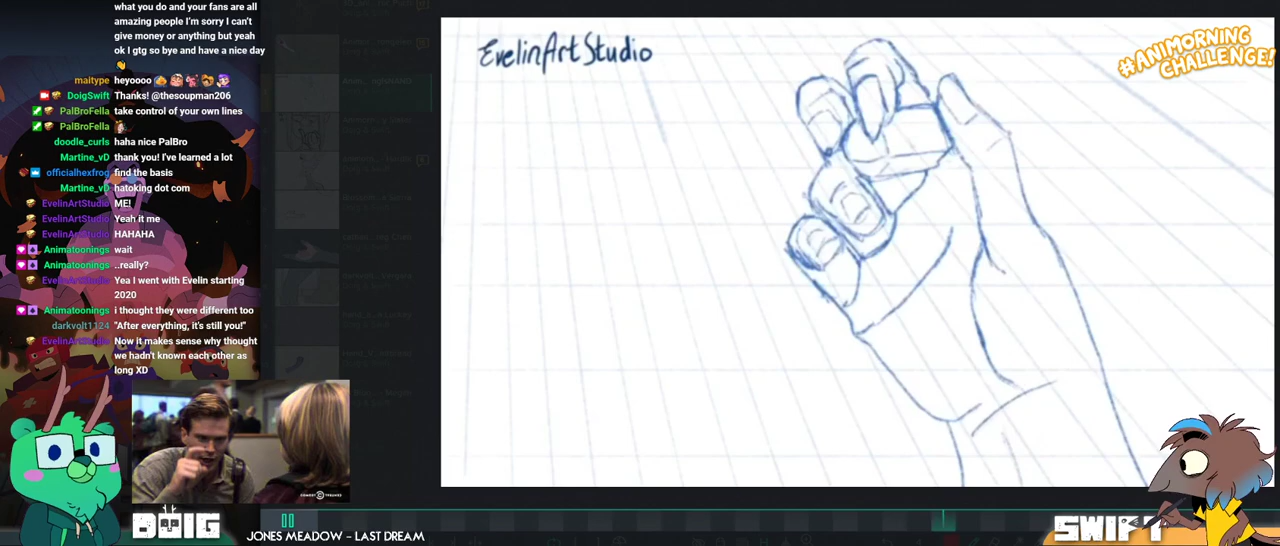 what you do and your fans are all
amazing people I'm sorry I can't
give money or anything but yeah
ok I gtg so bye and have a nice day
maitype heyoooo
DoigSwift Thanks! @thesoupman206
PalBroFella take control of your own lines
PalBroFella
doodle_curls haha nice PalBro
Martine_vD thank you! I've learned a lot
officialhexfrog find the basis
Martine_vD hatoking dot com
EvelinArtStudio ME!
EvelinArtStudio Yeah it me
EvelinArtStudio HAHAHA
Animatoonings wait
Animatoonings ..really?
EvelinArtStudio Yea I went with Evelin starting
2020
Animatoonings i thought they were different too
darkvolt1124 "After everything, it's still you!"
EvelinArtStudio Now it makes sense why thought
we hadn't known each other as
long XD
EvelinArtStudio
#ANIMORNING
CHALLENGE!
COMEDY CENTRAL
DOIG
JONES MEADOW – LAST DREAM
SWIFT